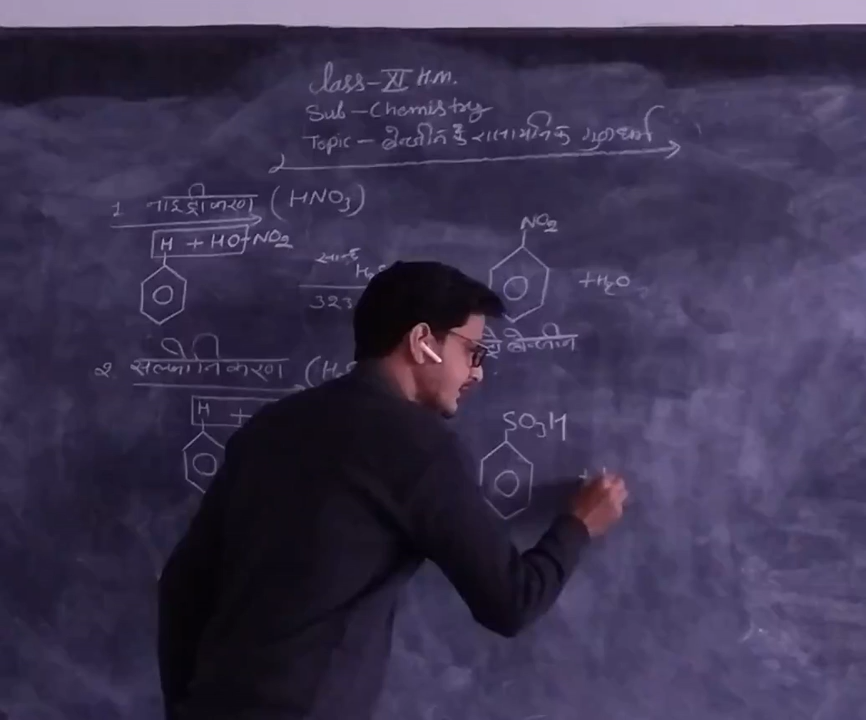 Class-XI H.M.
Sub-Chemistry
Topic - बेन्जीन के रासायनिक गुणधर्म
1 नाइट्रीकरण (HNO3)
H + HO-NO2
NO2
323
+H2O
बेन्जीन
2 सल्फोनीकरण (H
H +
SO3H
+